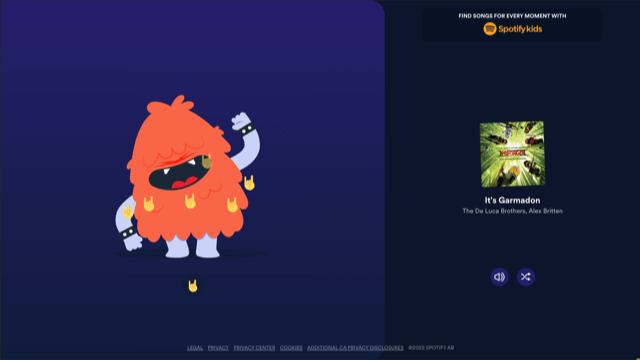 FIND SONGS FOR EVERY MOMENT WITH
Spotify kids
It's Garmadon
The De Luca Brothers, Alex Britten
LEGAL PRIVACY PRIVACY CENTER COOKIES ADDITIONAL CA PRIVACY DISCLOSURES ©2022 SPOTIFY AB